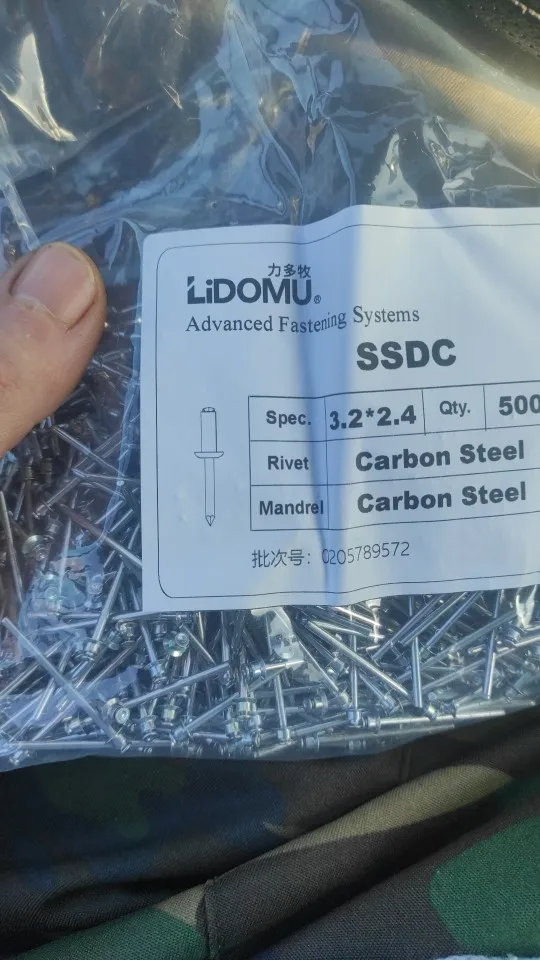 力多牧
LiDOMU®
Advanced Fastening Systems
SSDC
Spec. 3.2*2.4 Qty. 500
Rivet Carbon Steel
Mandrel Carbon Steel
批次号: 0205789572